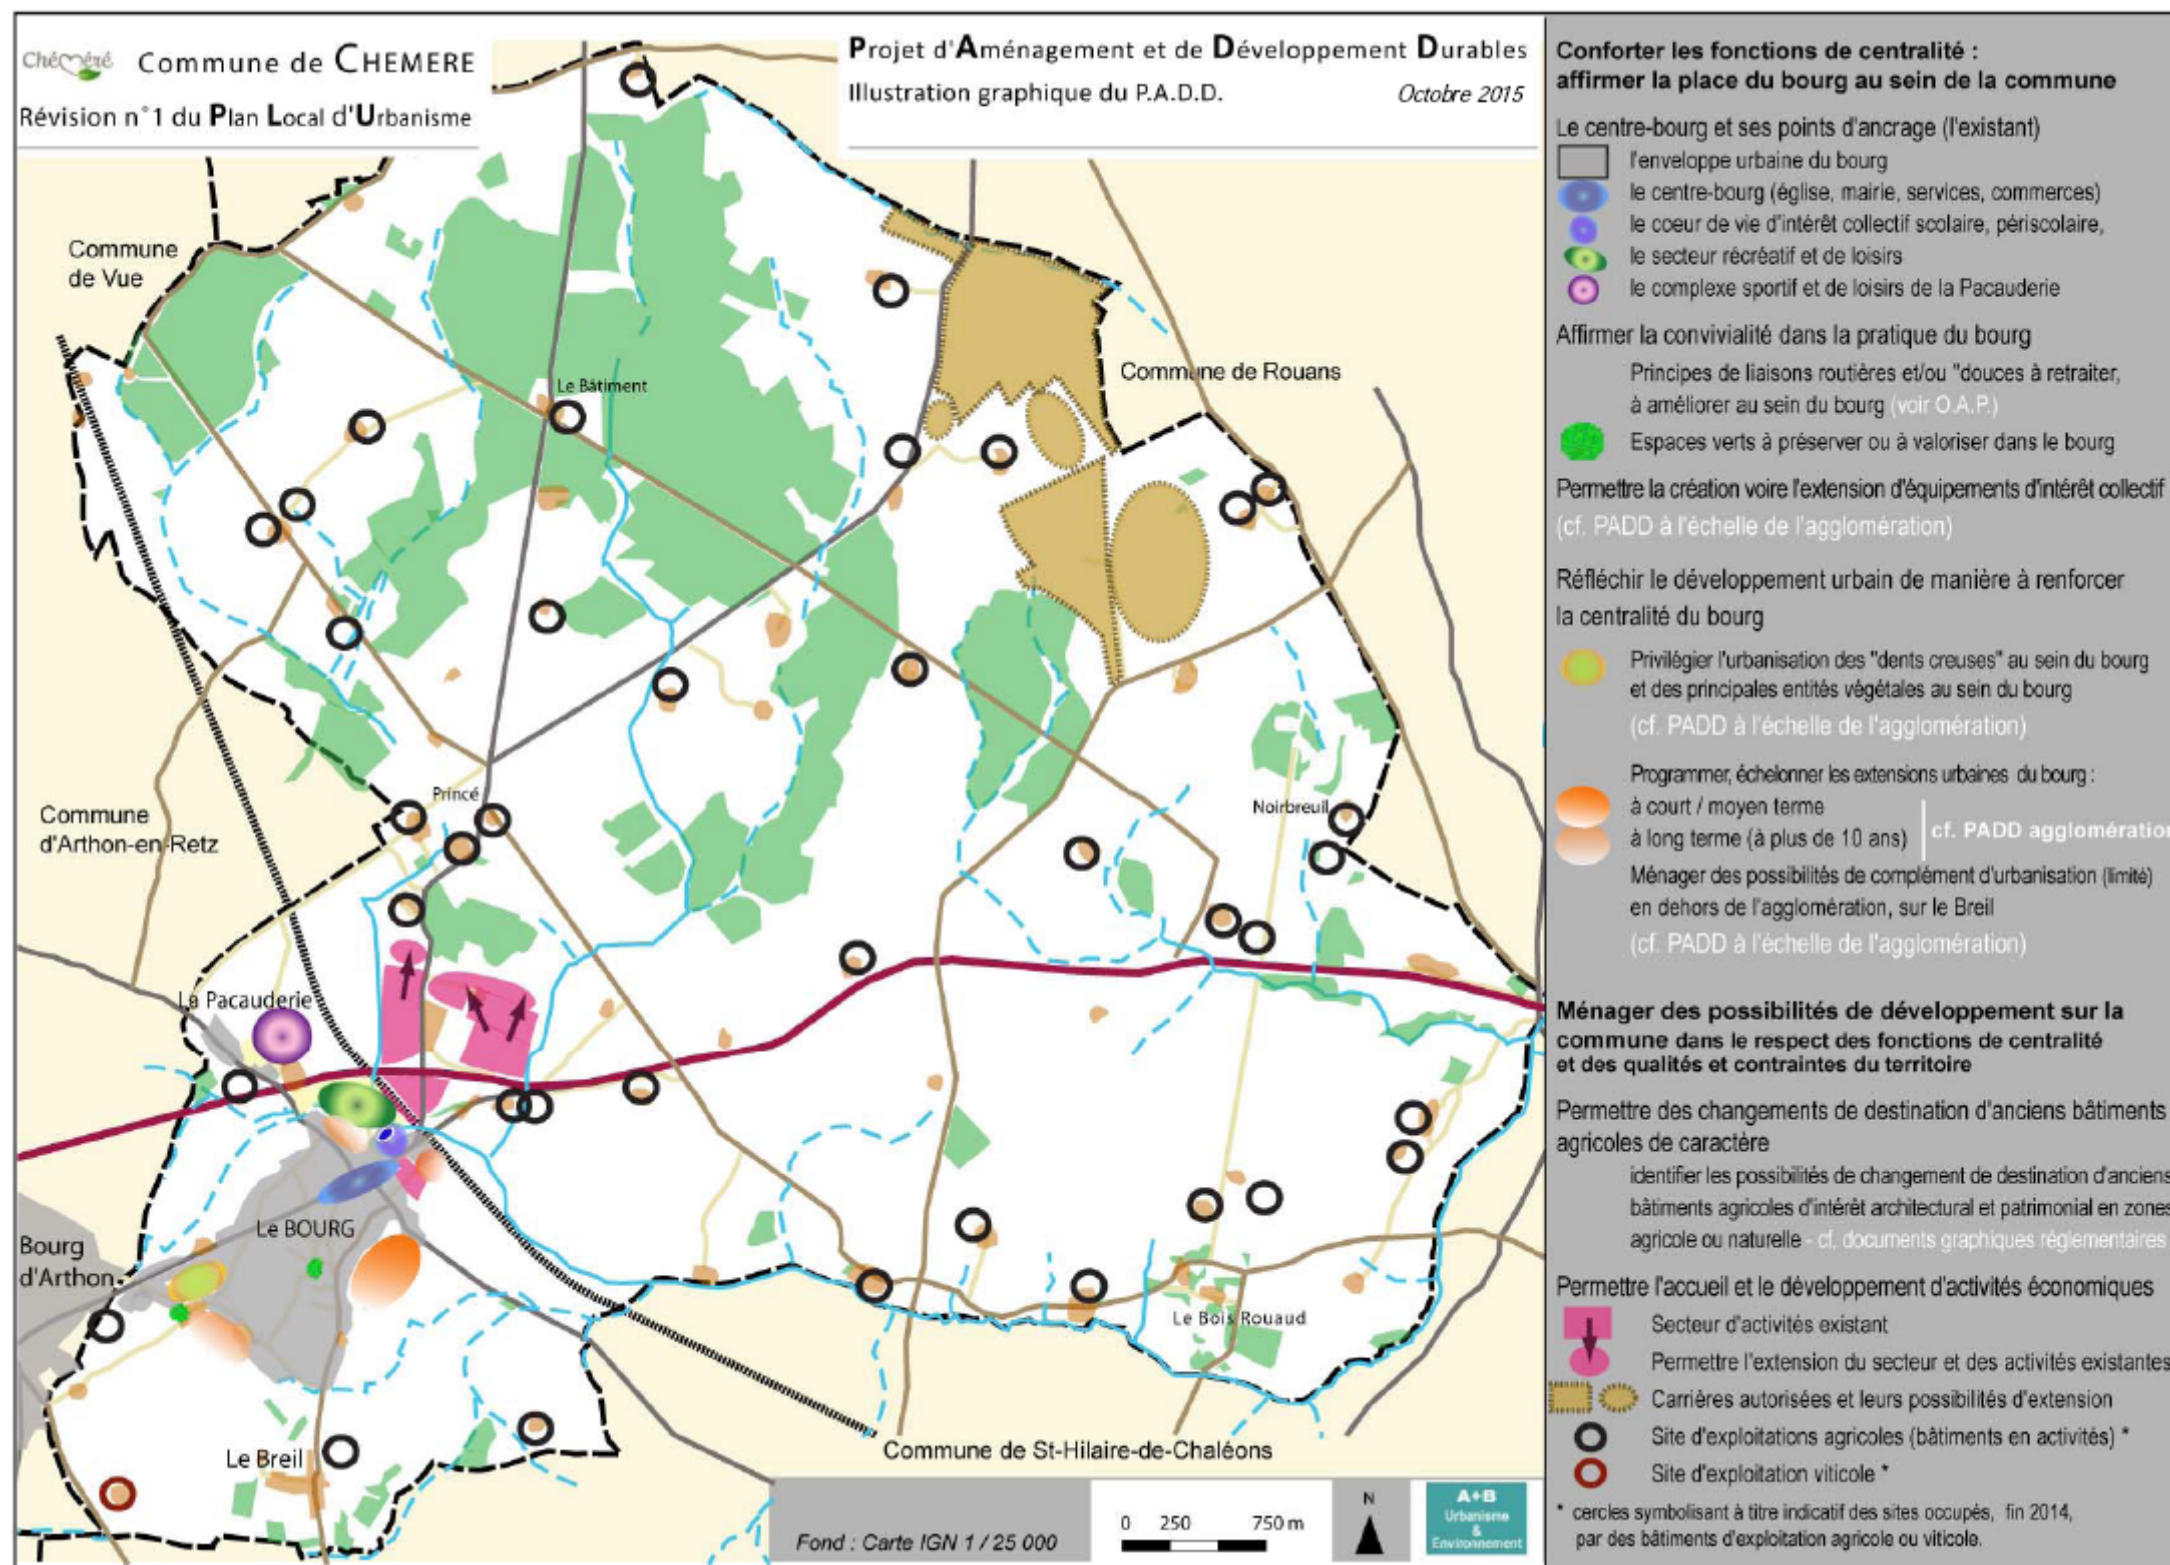 Chéméré Commune de CHEMERE
Révision n°1 du Plan Local d'Urbanisme
Projet d'Aménagement et de Développement Durables
Illustration graphique du P.A.D.D. Octobre 2015
Commune
de Vue
Le Bâtiment
Commune de Rouans
Commune
d'Arthon-en-Retz
Princé
Noirbreuil
La Pacauderie
Le BOURG
Bourg
d'Arthon
Le Bois Rouaud
Le Breil
Commune de St-Hilaire-de-Chaléons
Fond : Carte IGN 1 / 25 000
0 250 750 m
N
A+B
Urbanisme
&
Environnement
Conforter les fonctions de centralité :
affirmer la place du bourg au sein de la commune
Le centre-bourg et ses points d'ancrage (l'existant)
l'enveloppe urbaine du bourg
le centre-bourg (église, mairie, services, commerces)
le coeur de vie d'intérêt collectif scolaire, périscolaire,
le secteur récréatif et de loisirs
le complexe sportif et de loisirs de la Pacauderie
Affirmer la convivialité dans la pratique du bourg
Principes de liaisons routières et/ou "douces à retraiter,
à améliorer au sein du bourg (voir O.A.P.)
Espaces verts à préserver ou à valoriser dans le bourg
Permettre la création voire l'extension d'équipements d'intérêt collectif
(cf. PADD à l'échelle de l'agglomération)
Réfléchir le développement urbain de manière à renforcer
la centralité du bourg
Privilégier l'urbanisation des "dents creuses" au sein du bourg
et des principales entités végétales au sein du bourg
(cf. PADD à l'échelle de l'agglomération)
Programmer, échelonner les extensions urbaines du bourg :
à court / moyen terme
à long terme (à plus de 10 ans) cf. PADD agglomération
Ménager des possibilités de complément d'urbanisation (limité)
en dehors de l'agglomération, sur le Breil
(cf. PADD à l'échelle de l'agglomération)
Ménager des possibilités de développement sur la
commune dans le respect des fonctions de centralité
et des qualités et contraintes du territoire
Permettre des changements de destination d'anciens bâtiments
agricoles de caractère
identifier les possibilités de changement de destination d'anciens
bâtiments agricoles d'intérêt architectural et patrimonial en zones
agricole ou naturelle - cf. documents graphiques réglementaires
Permettre l'accueil et le développement d'activités économiques
Secteur d'activités existant
Permettre l'extension du secteur et des activités existantes
Carrières autorisées et leurs possibilités d'extension
Site d'exploitations agricoles (bâtiments en activités) *
Site d'exploitation viticole *
* cercles symbolisant à titre indicatif des sites occupés, fin 2014,
par des bâtiments d'exploitation agricole ou viticole.